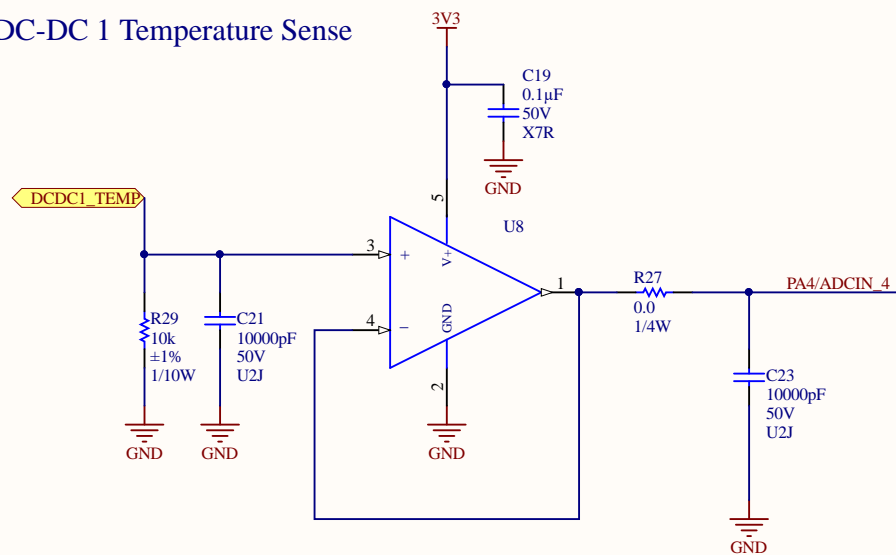 DC-DC 1 Temperature Sense
3V3
C19
0.1µF
50V
X7R
GND
DCDC1_TEMP
5
U8
3
+
V+
1
R27
0.0
1/4W
PA4/ADCIN_4
4
−
GND
2
R29
10k
±1%
1/10W
C21
10000pF
50V
U2J
C23
10000pF
50V
U2J
GND
GND
GND
GND